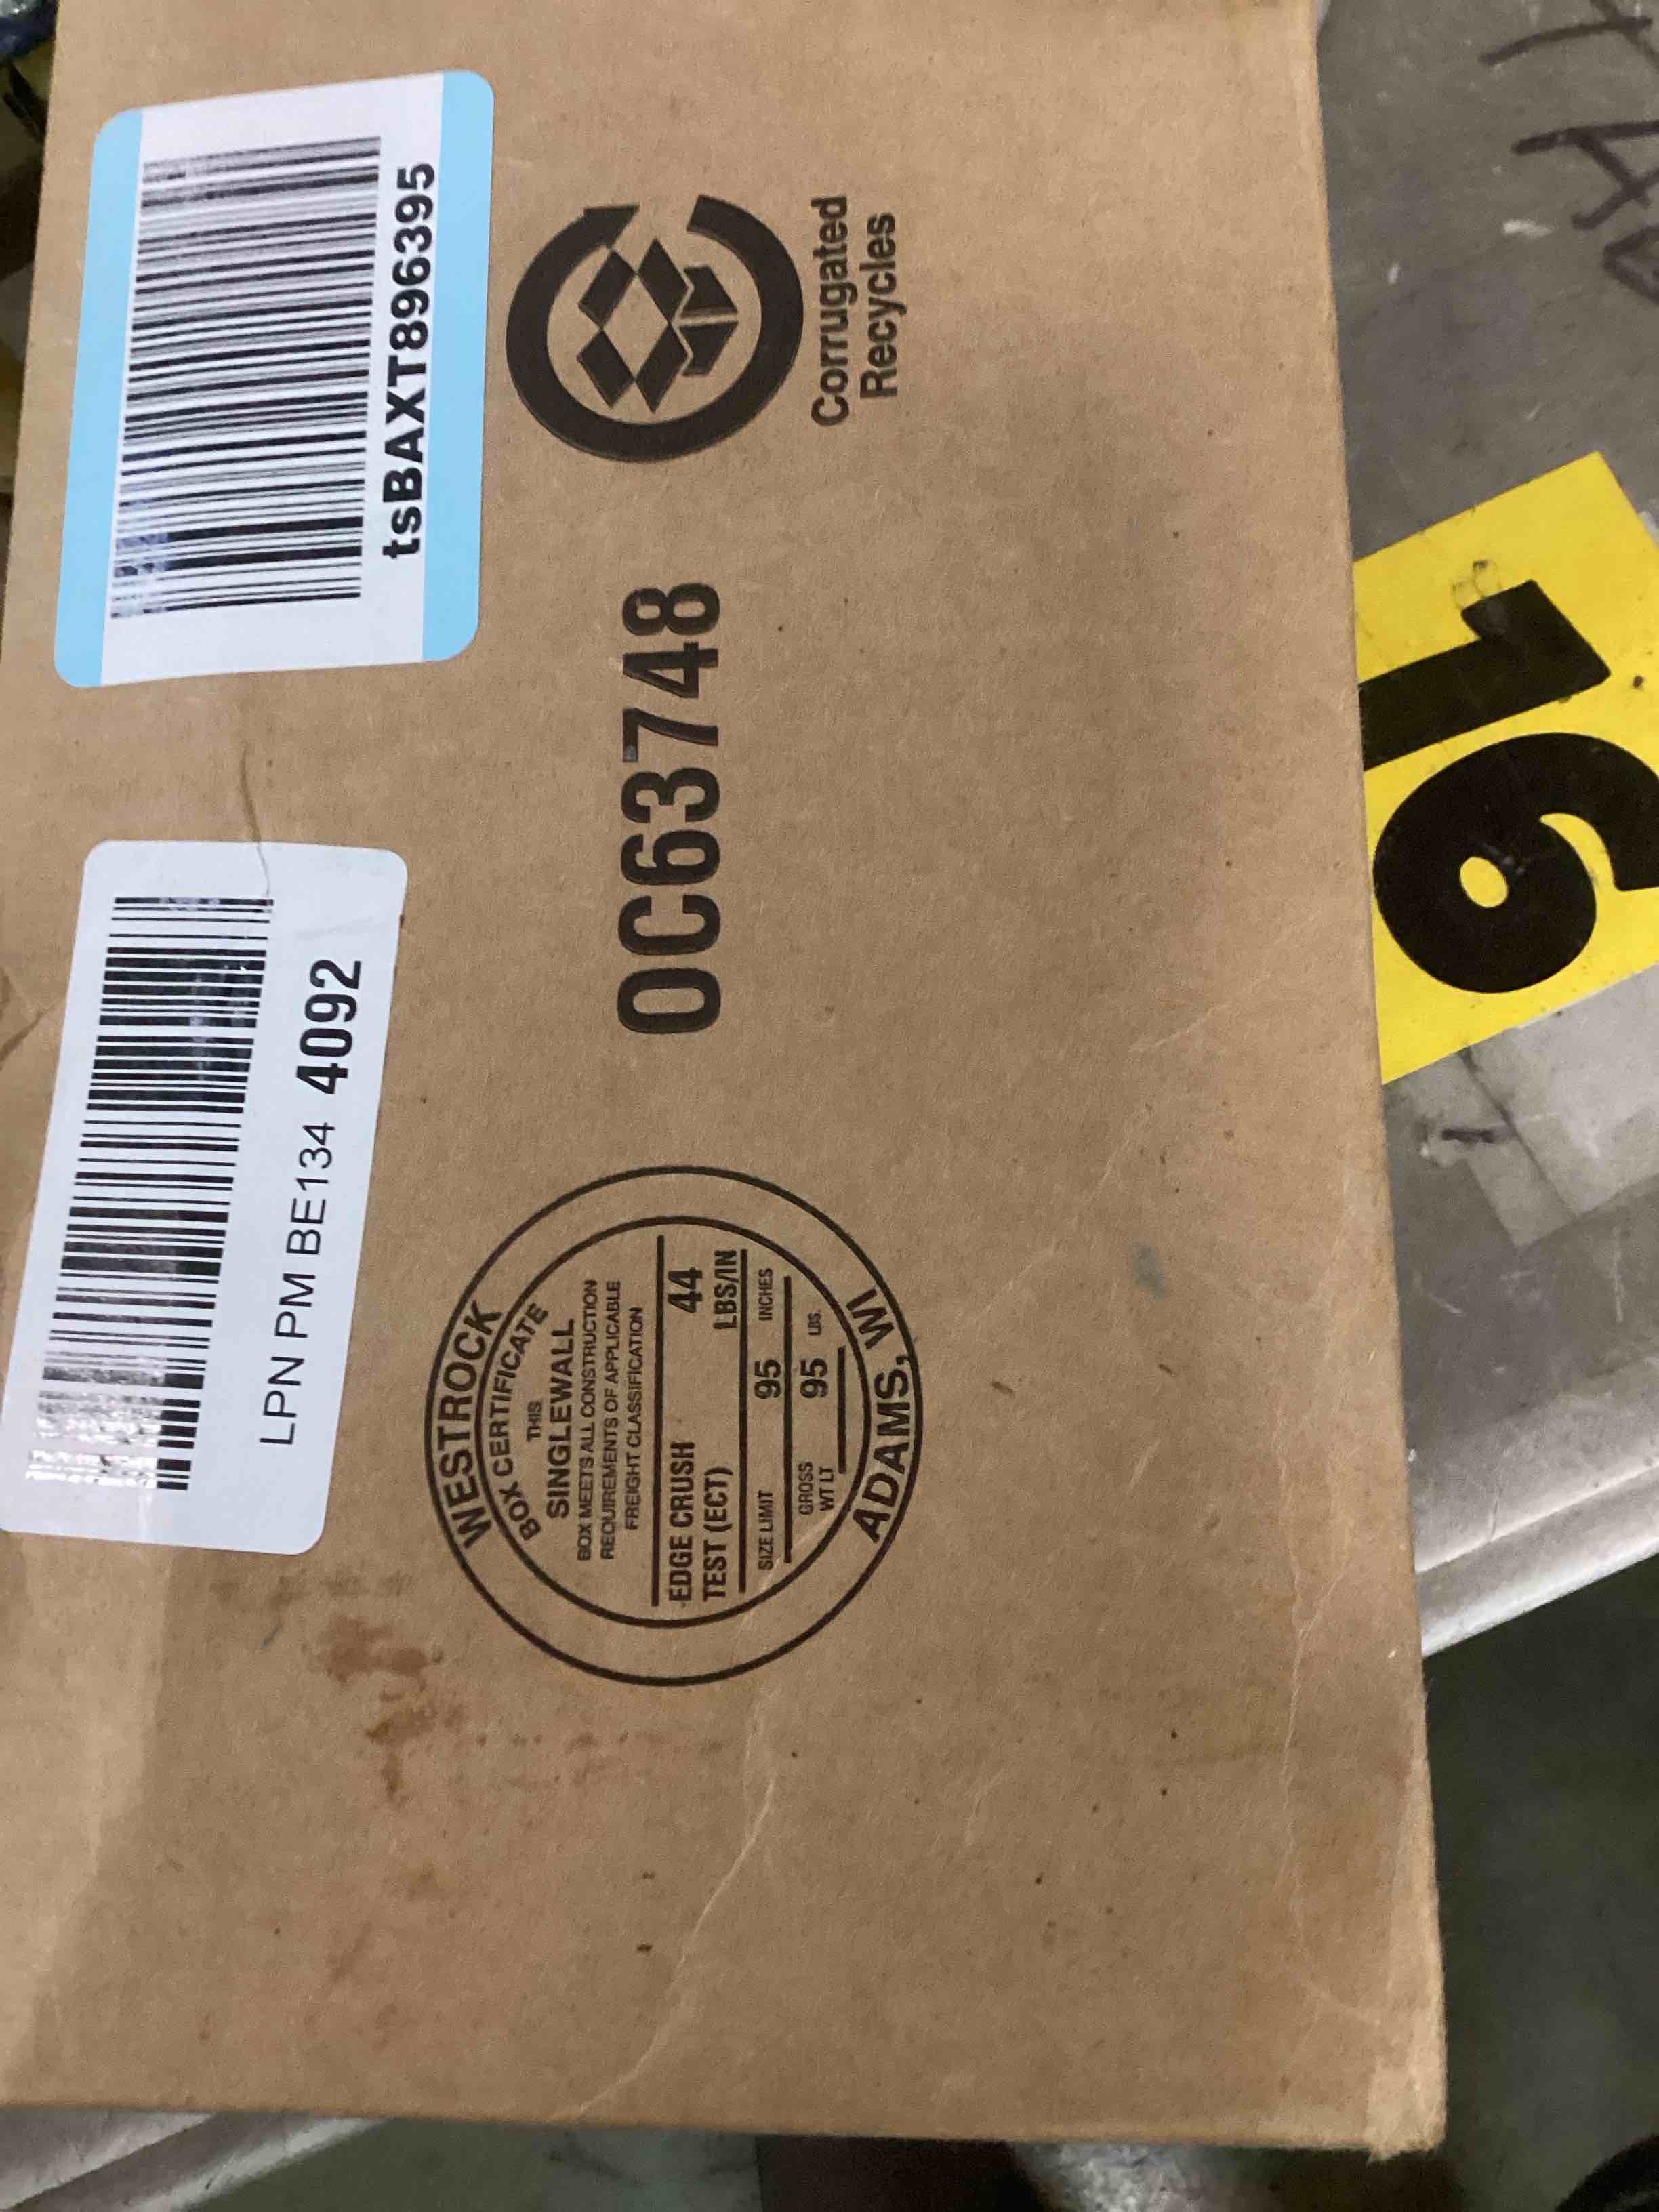 LPN PM BE134 4092
tsBAXT896395
WESTROCK
BOX CERTIFICATE
THIS
SINGLEWALL
BOX MEETS ALL CONSTRUCTION
REQUIREMENTS OF APPLICABLE
FREIGHT CLASSIFICATION
EDGE CRUSH 44
TEST (ECT) LBS/IN
SIZE LIMIT 95 INCHES
GROSS
WT LT 95 LBS.
ADAMS, WI
0C63748
Corrugated
Recycles
16